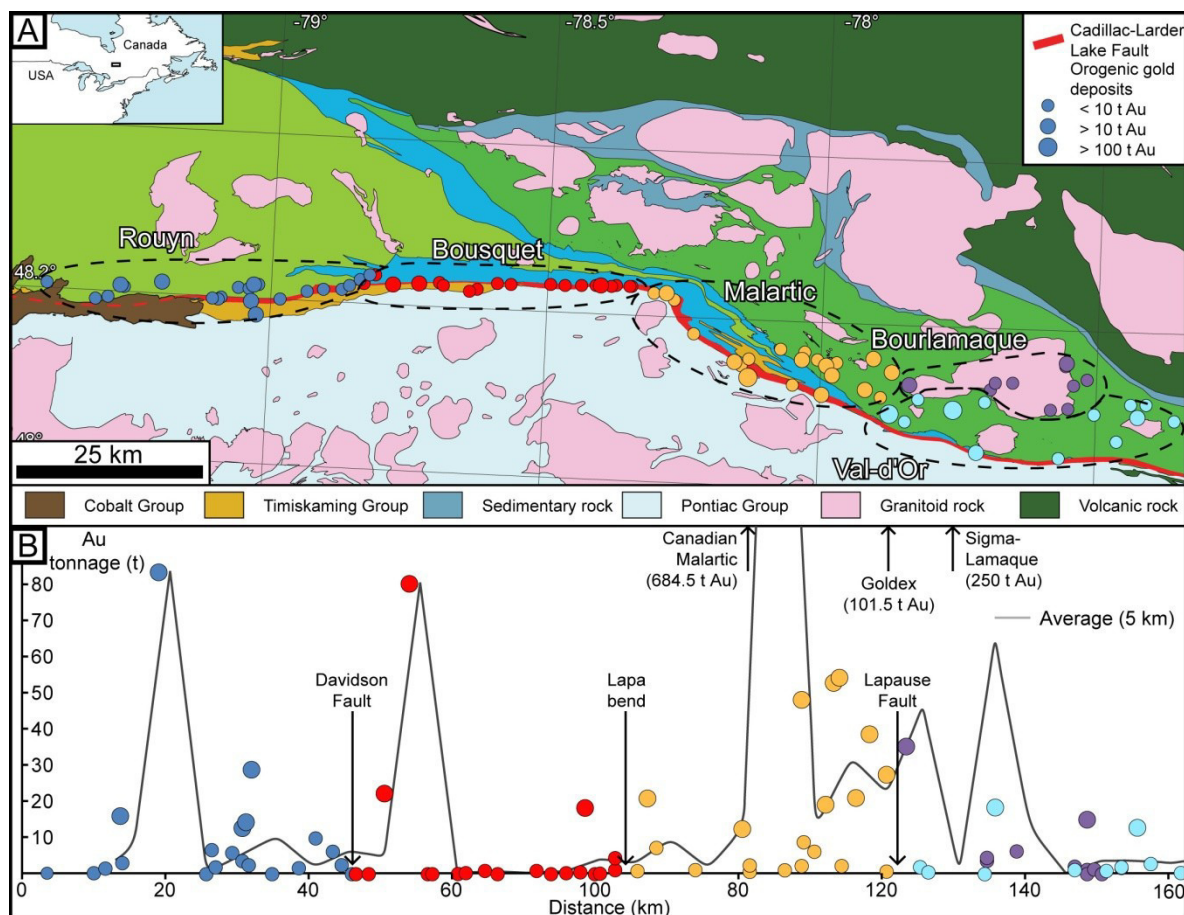 A
Canada
USA
-79°
-78.5°
-78°
Cadillac-Larder
Lake Fault
Orogenic gold
deposits
< 10 t Au
> 10 t Au
> 100 t Au
Rouyn
Bousquet
48.2°
Malartic
Bourlamaque
48°
25 km
Val-d'Or
Cobalt Group
Timiskaming Group
Sedimentary rock
Pontiac Group
Granitoid rock
Volcanic rock
B
Au
tonnage (t)
80
70
60
50
40
30
20
10
Davidson
Fault
Lapa
bend
Canadian
Malartic
(684.5 t Au)
Goldex
(101.5 t Au)
Sigma-
Lamaque
(250 t Au)
Average (5 km)
Lapause
Fault
0
20
60
100
80
120
140
160
Distance (km)